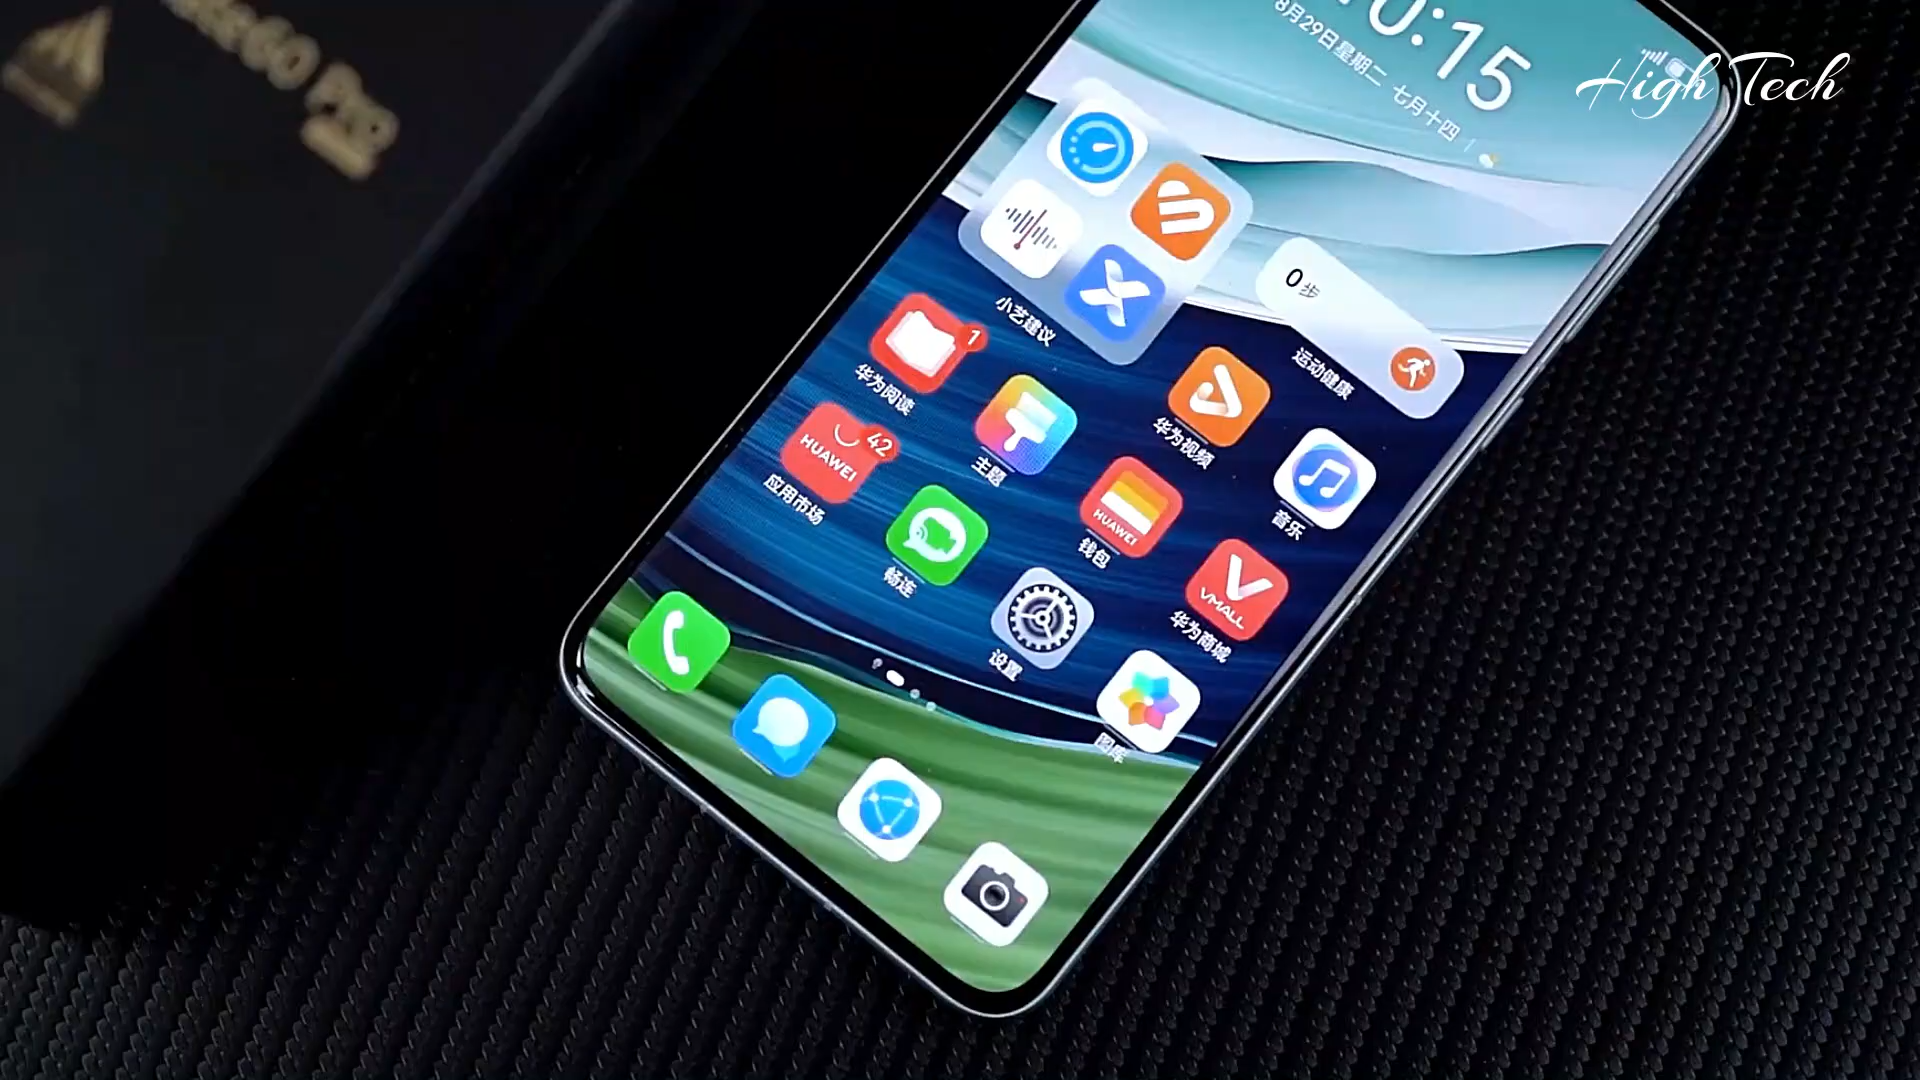 Mate60 Pro
10:15
8月29日星期二 七月十四
High Tech
0步
小艺建议
运动健康
1
华为阅读
主题
华为视频
音乐
42
HUAWEI
应用市场
畅连
HUAWEI
钱包
VMALL
华为商城
设置
图库